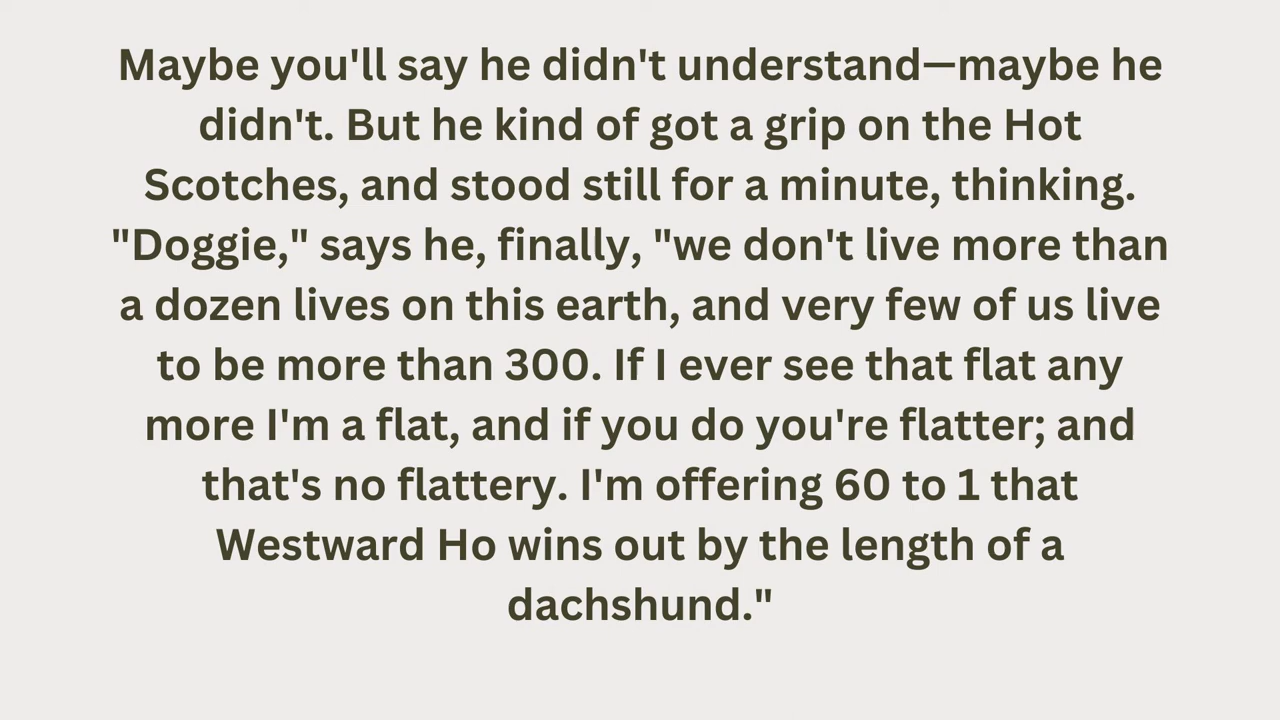 Maybe you'll say he didn't understand—maybe he
didn't. But he kind of got a grip on the Hot
Scotches, and stood still for a minute, thinking.
"Doggie," says he, finally, "we don't live more than
a dozen lives on this earth, and very few of us live
to be more than 300. If I ever see that flat any
more I'm a flat, and if you do you're flatter; and
that's no flattery. I'm offering 60 to 1 that
Westward Ho wins out by the length of a
dachshund."